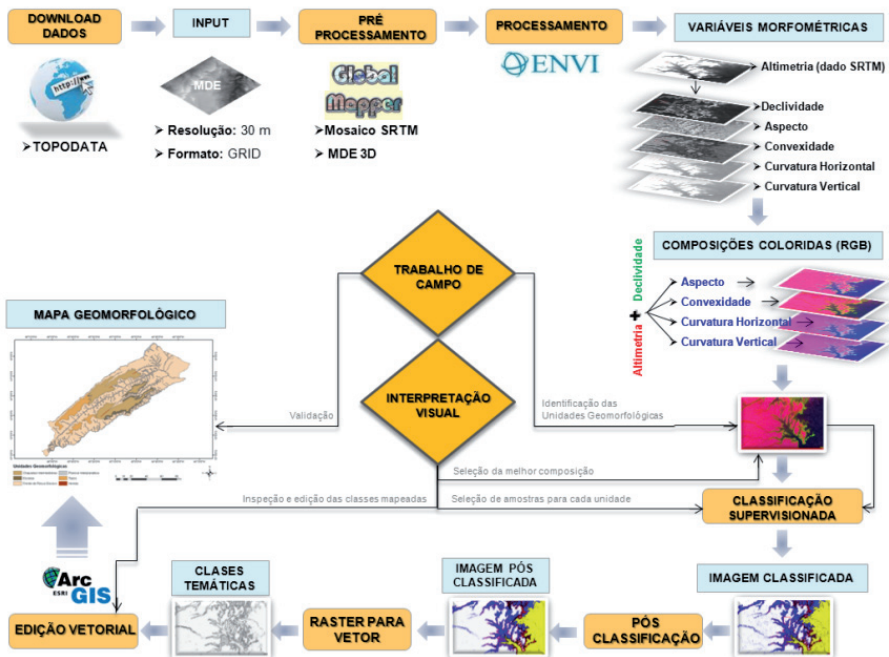 DOWNLOAD
DADOS
INPUT
PRÉ
PROCESSAMENTO
PROCESSAMENTO
VARIÁVEIS MORFOMÉTRICAS
http://www
➢TOPODATA
MDE
➢ Resolução: 30 m
➢ Formato: GRID
Global
Mapper
➢Mosaico SRTM
➢ MDE 3D
ENVI
➢ Altimetria (dado SRTM)
➢Declividade
➢ Aspecto
➢ Convexidade
➢ Curvatura Horizontal
➢ Curvatura Vertical
COMPOSIÇÕES COLORIDAS (RGB)
Altimetria + Declividade
Aspecto
Convexidade
Curvatura Horizontal
Curvatura Vertical
TRABALHO DE
CAMPO
MAPA GEOMORFOLÓGICO
Unidades Geomorfológicas
INTERPRETAÇÃO
VISUAL
Validação
Identificação das
Unidades Geomorfológicas
Seleção da melhor composição
Inspeção e edição das classes mapeadas
Seleção de amostras para cada unidade
CLASSIFICAÇÃO
SUPERVISIONADA
IMAGEM CLASSIFICADA
PÓS
CLASSIFICAÇÃO
IMAGEM PÓS
CLASSIFICADA
RASTER PARA
VETOR
CLASES
TEMÁTICAS
Arc
ESRI GIS
EDIÇÃO VETORIAL